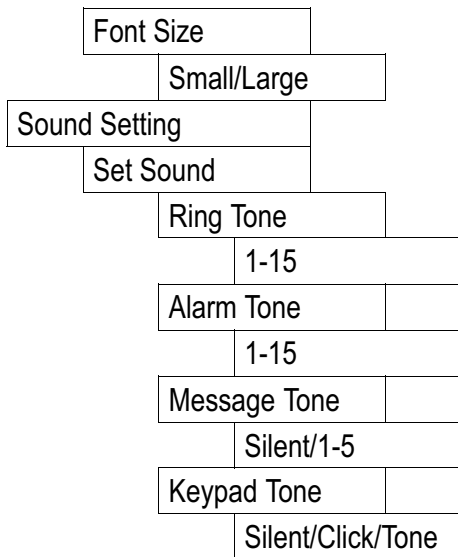 Font Size
Small/Large
Sound Setting
Set Sound
Ring Tone
1-15
Alarm Tone
1-15
Message Tone
Silent/1-5
Keypad Tone
Silent/Click/Tone